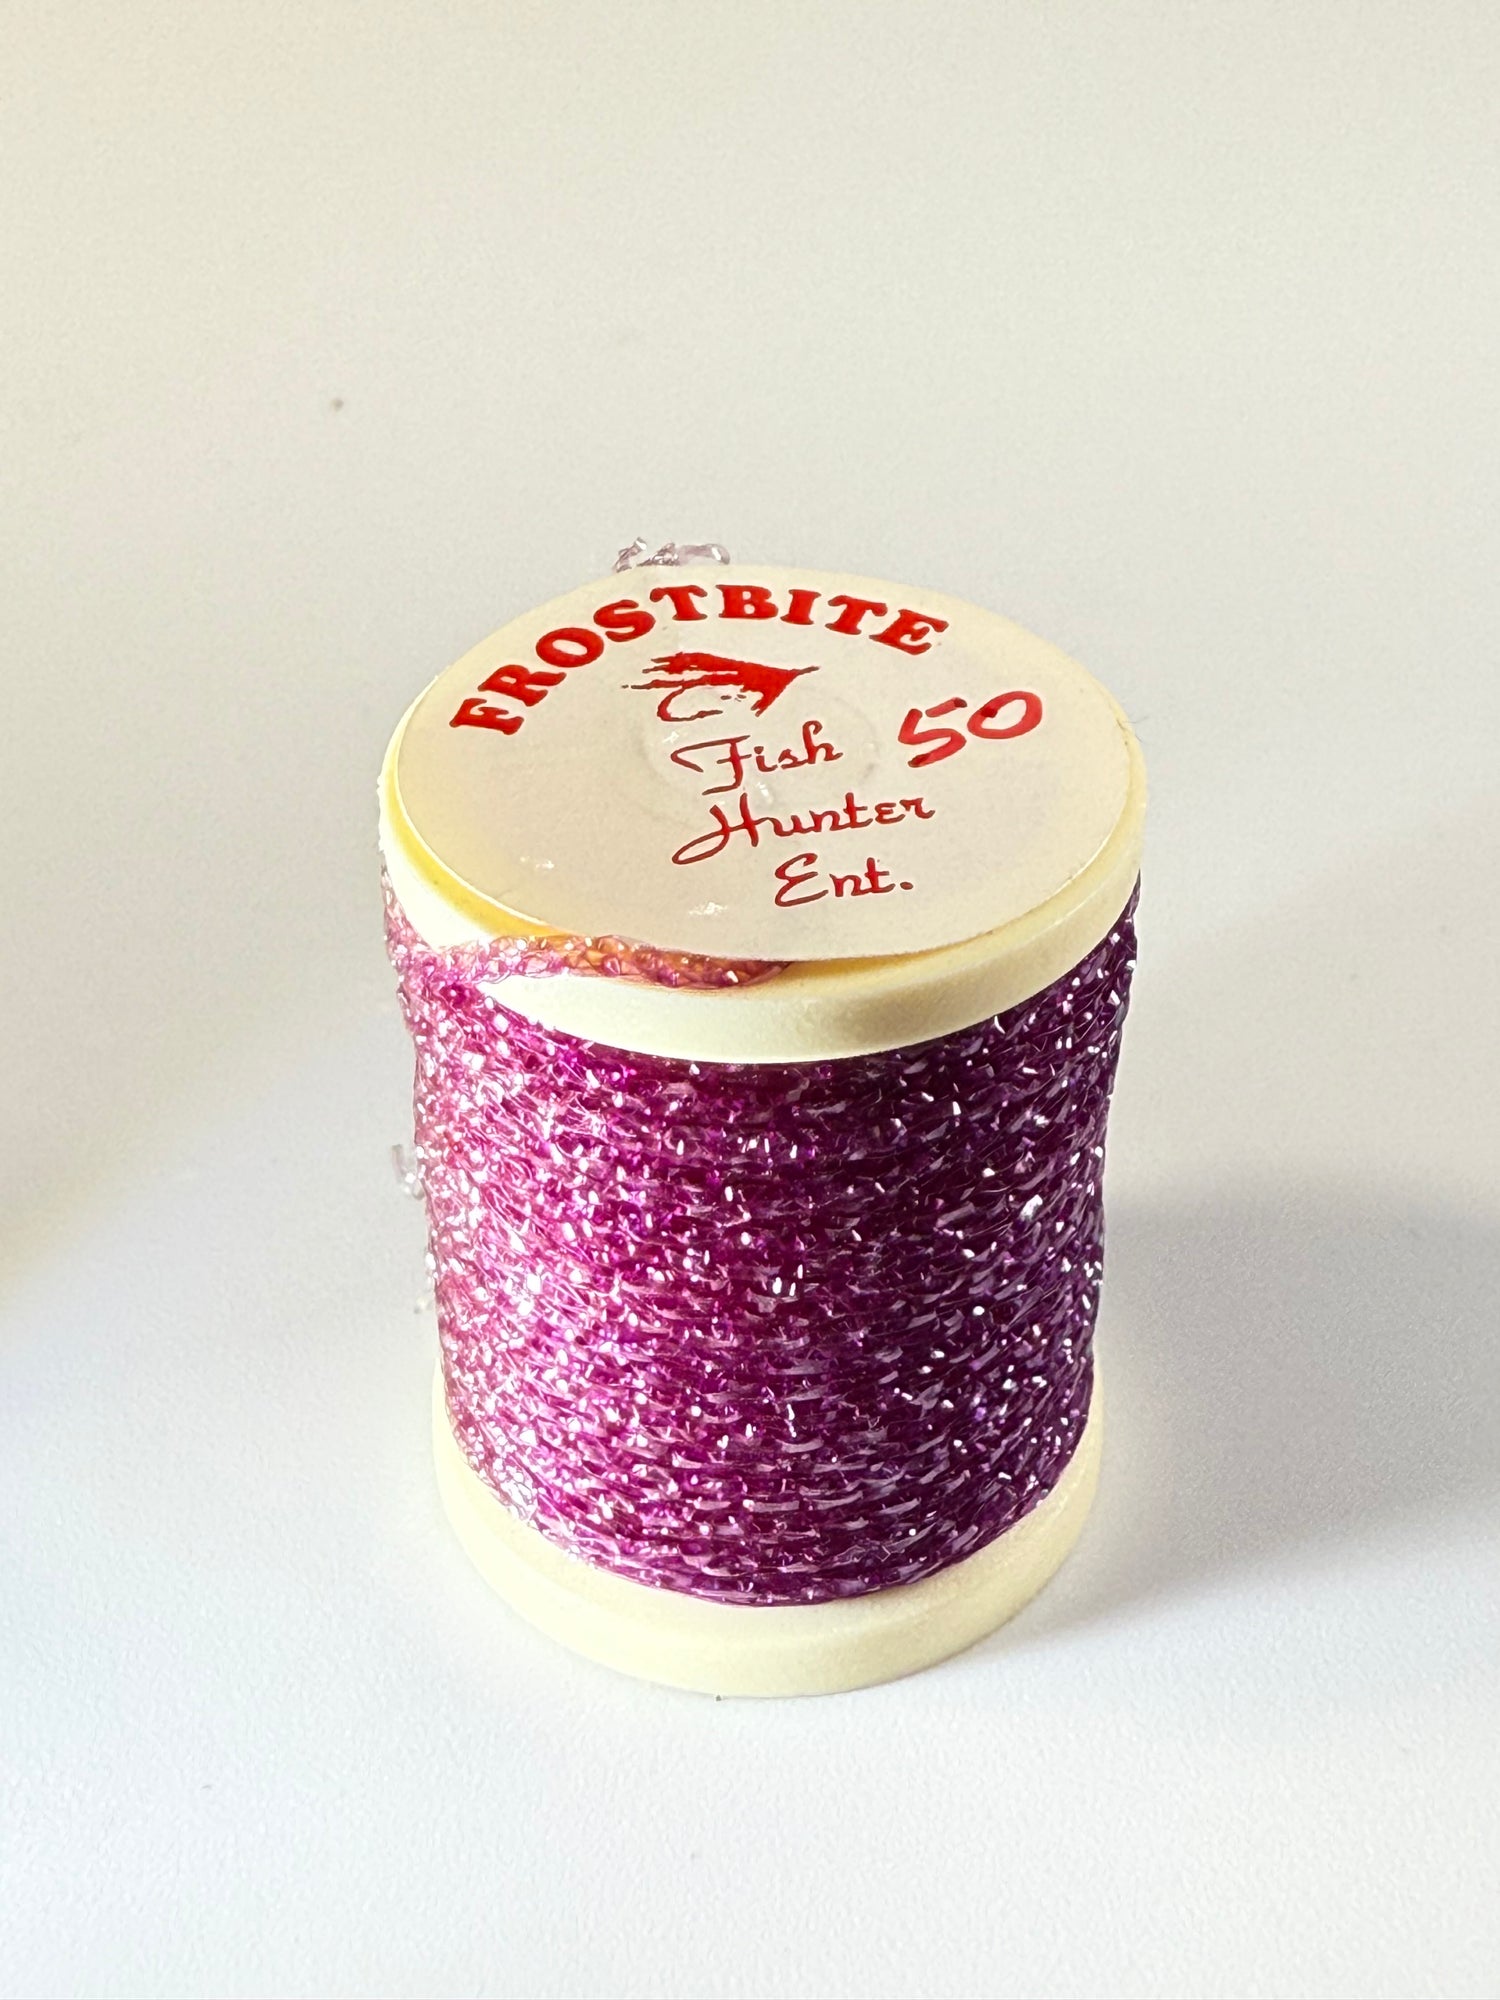 FROSTBITE
50
Fish
Hunter
Ent.